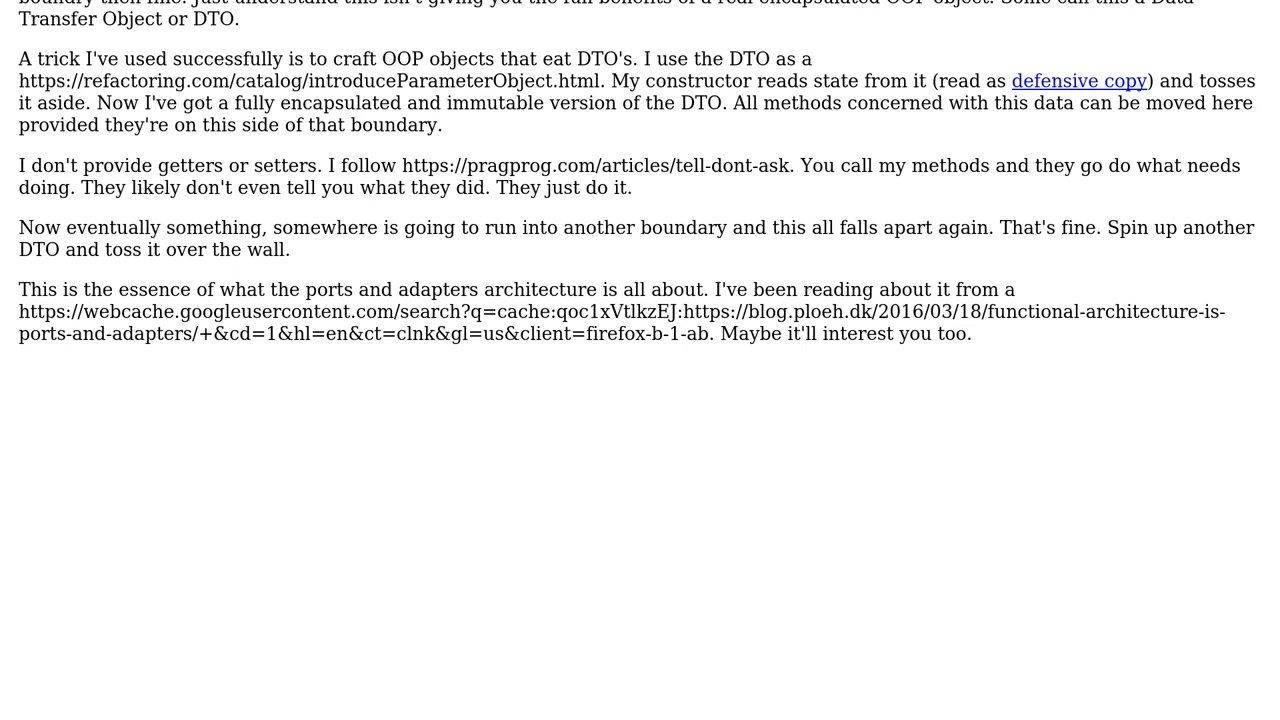 Transfer Object or DTO.
A trick I've used successfully is to craft OOP objects that eat DTO's. I use the DTO as a
https://refactoring.com/catalog/introduceParameterObject.html. My constructor reads state from it (read as defensive copy) and tosses
it aside. Now I've got a fully encapsulated and immutable version of the DTO. All methods concerned with this data can be moved here
provided they're on this side of that boundary.
I don't provide getters or setters. I follow https://pragprog.com/articles/tell-dont-ask. You call my methods and they go do what needs
doing. They likely don't even tell you what they did. They just do it.
Now eventually something, somewhere is going to run into another boundary and this all falls apart again. That's fine. Spin up another
DTO and toss it over the wall.
This is the essence of what the ports and adapters architecture is all about. I've been reading about it from a
https://webcache.googleusercontent.com/search?q=cache:qoc1xVtlkzEJ:https://blog.ploeh.dk/2016/03/18/functional-architecture-is-
ports-and-adapters/+&cd=1&hl=en&ct=clnk&gl=us&client=firefox-b-1-ab. Maybe it'll interest you too.